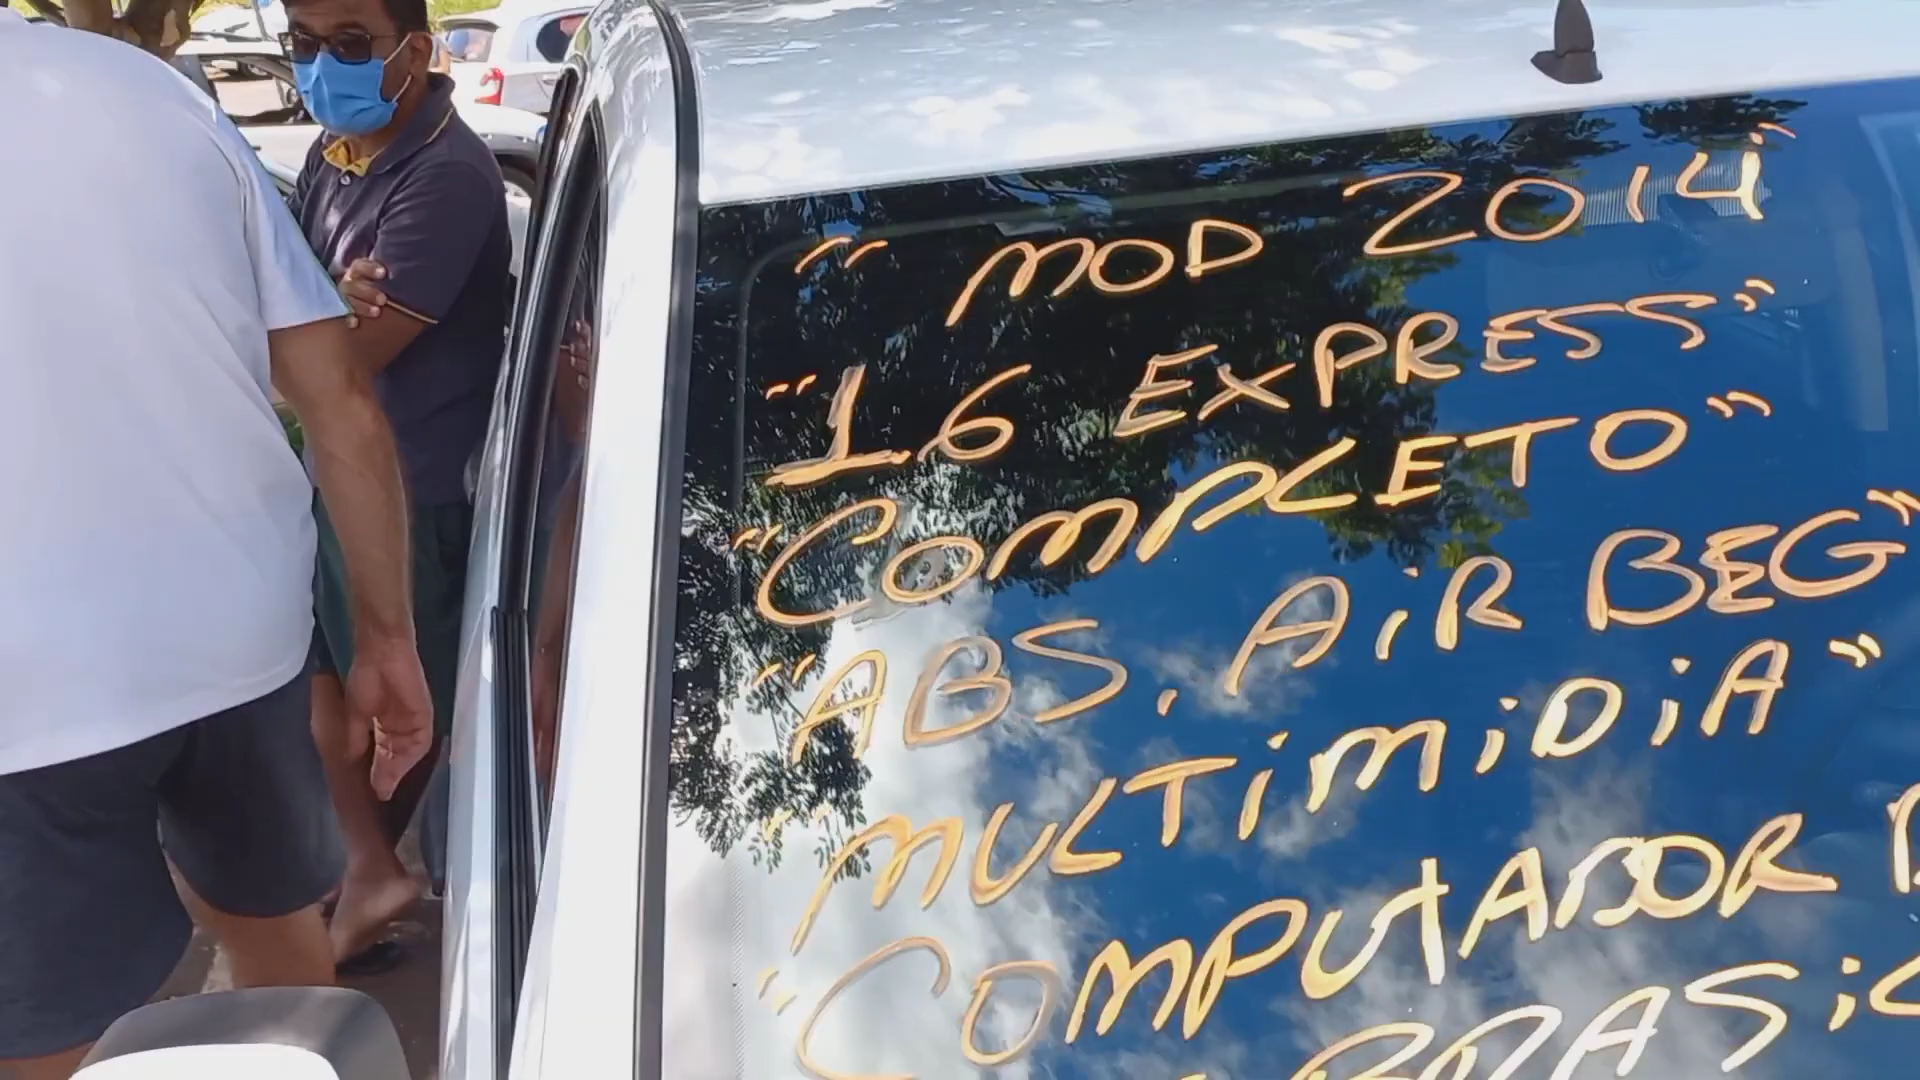 "MOD 2014"
"1.6 EXPRESS"
"COMPLETO"
"ABS. AiR BEG"
"MULTiMiDiA"
"COMPUTADOR